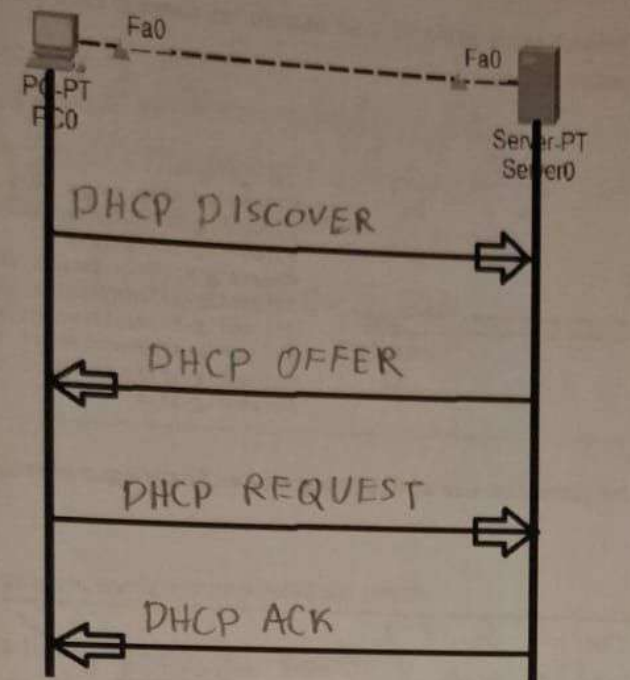 Fa0
Fa0
PC-PT
PC0
Server-PT
Server0
DHCP DISCOVER
DHCP OFFER
DHCP REQUEST
DHCP ACK